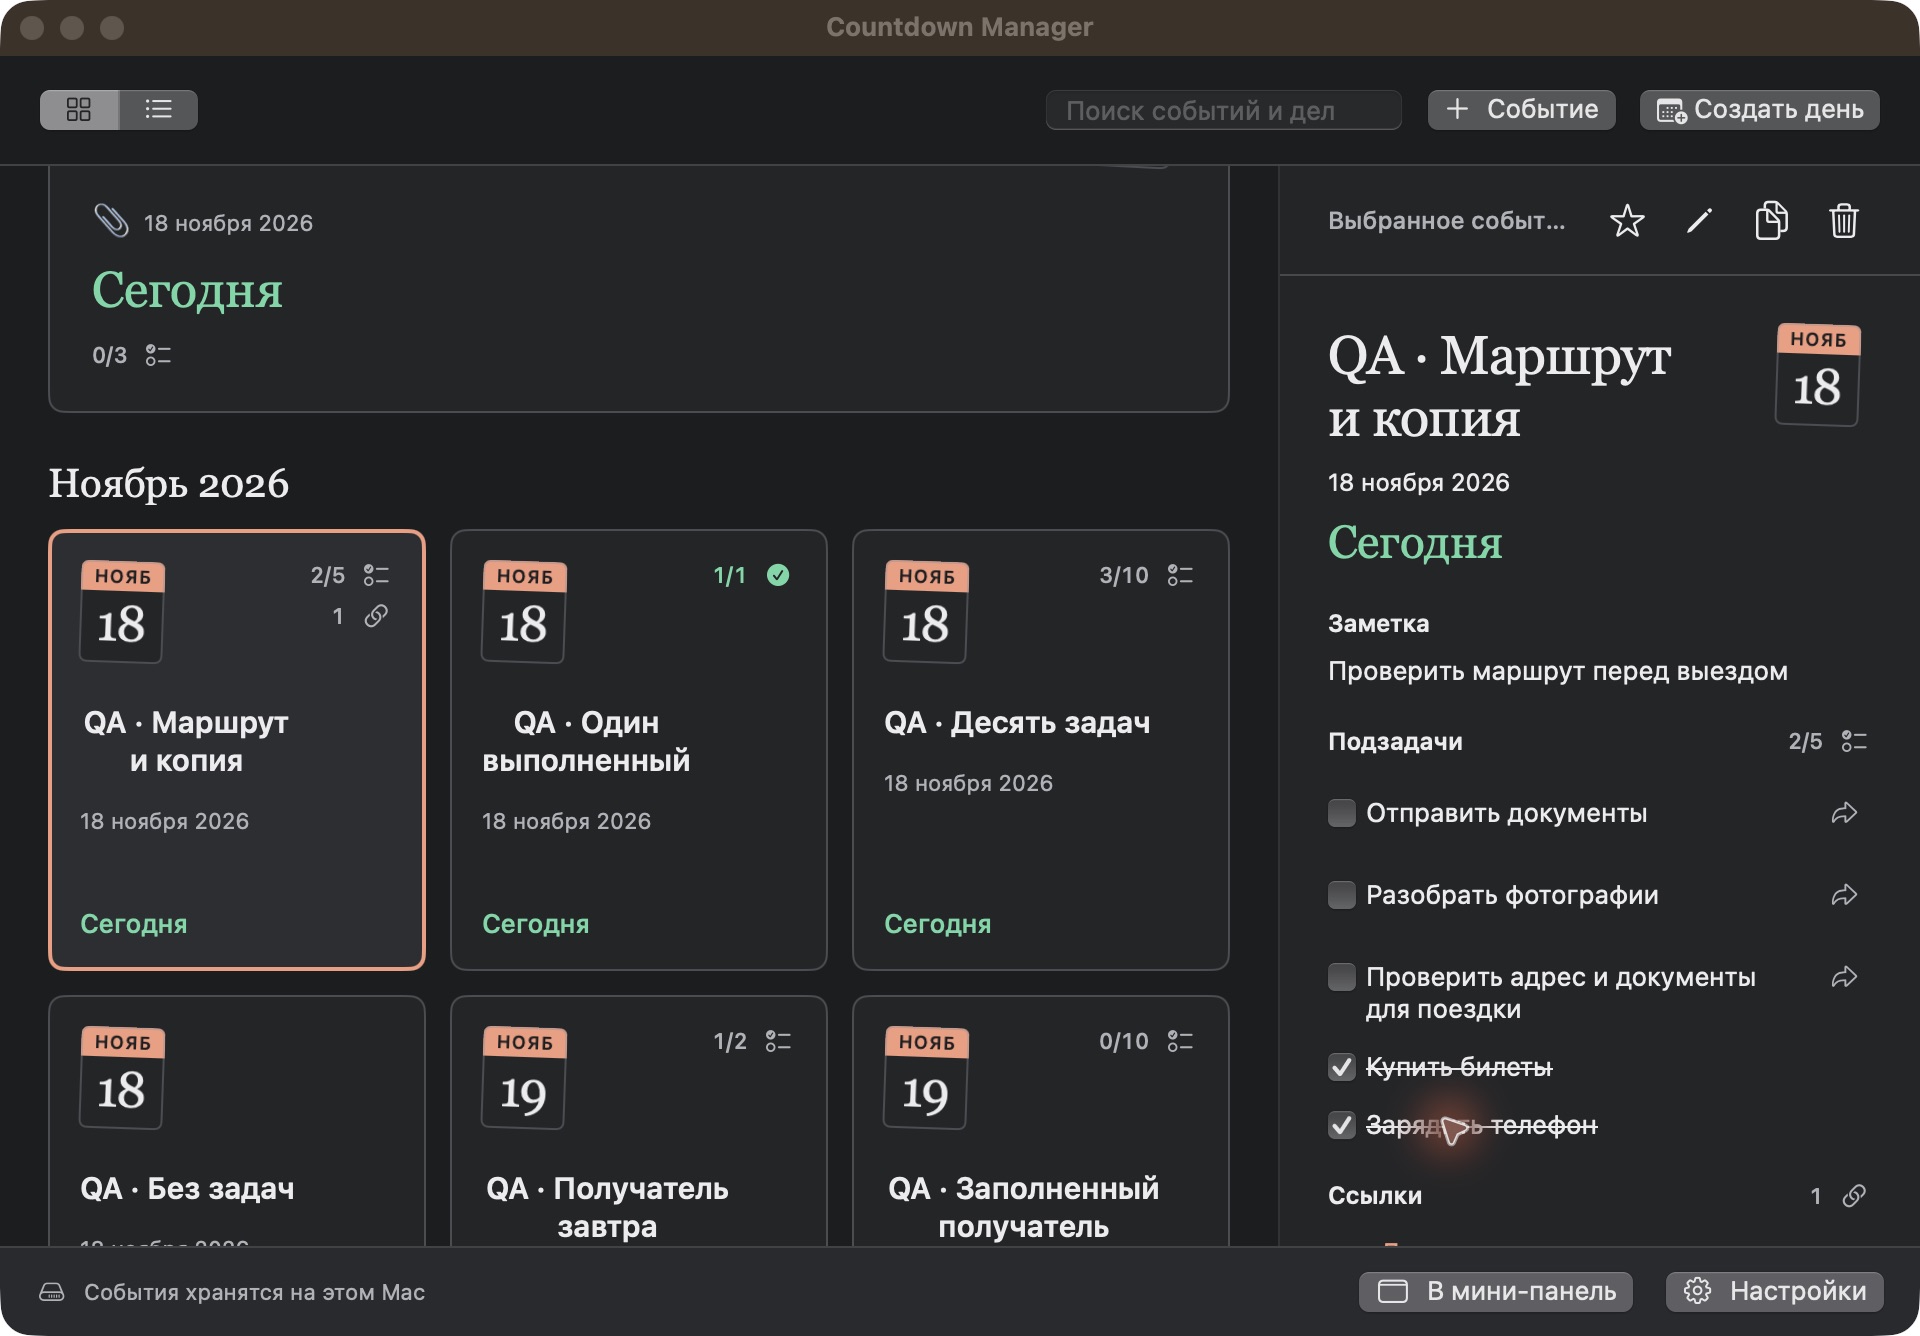 Countdown Manager
Поиск событий и дел
Событие
Создать день
18 ноября 2026
Сегодня
0/3
Ноябрь 2026
НОЯБ
18
2/5
1
QA · Маршрут
и копия
18 ноября 2026
Сегодня
НОЯБ
18
1/1
QA · Один
выполненный
18 ноября 2026
Сегодня
НОЯБ
18
3/10
QA · Десять задач
18 ноября 2026
Сегодня
НОЯБ
18
QA · Без задач
НОЯБ
19
1/2
QA · Получатель
завтра
НОЯБ
19
0/10
QA · Заполненный
получатель
Выбранное событ...
QA · Маршрут
и копия
НОЯБ
18
18 ноября 2026
Сегодня
Заметка
Проверить маршрут перед выездом
Подзадачи
2/5
Отправить документы
Разобрать фотографии
Проверить адрес и документы
для поездки
Купить билеты
Зарядить телефон
Ссылки
1
События хранятся на этом Mac
В мини-панель
Настройки